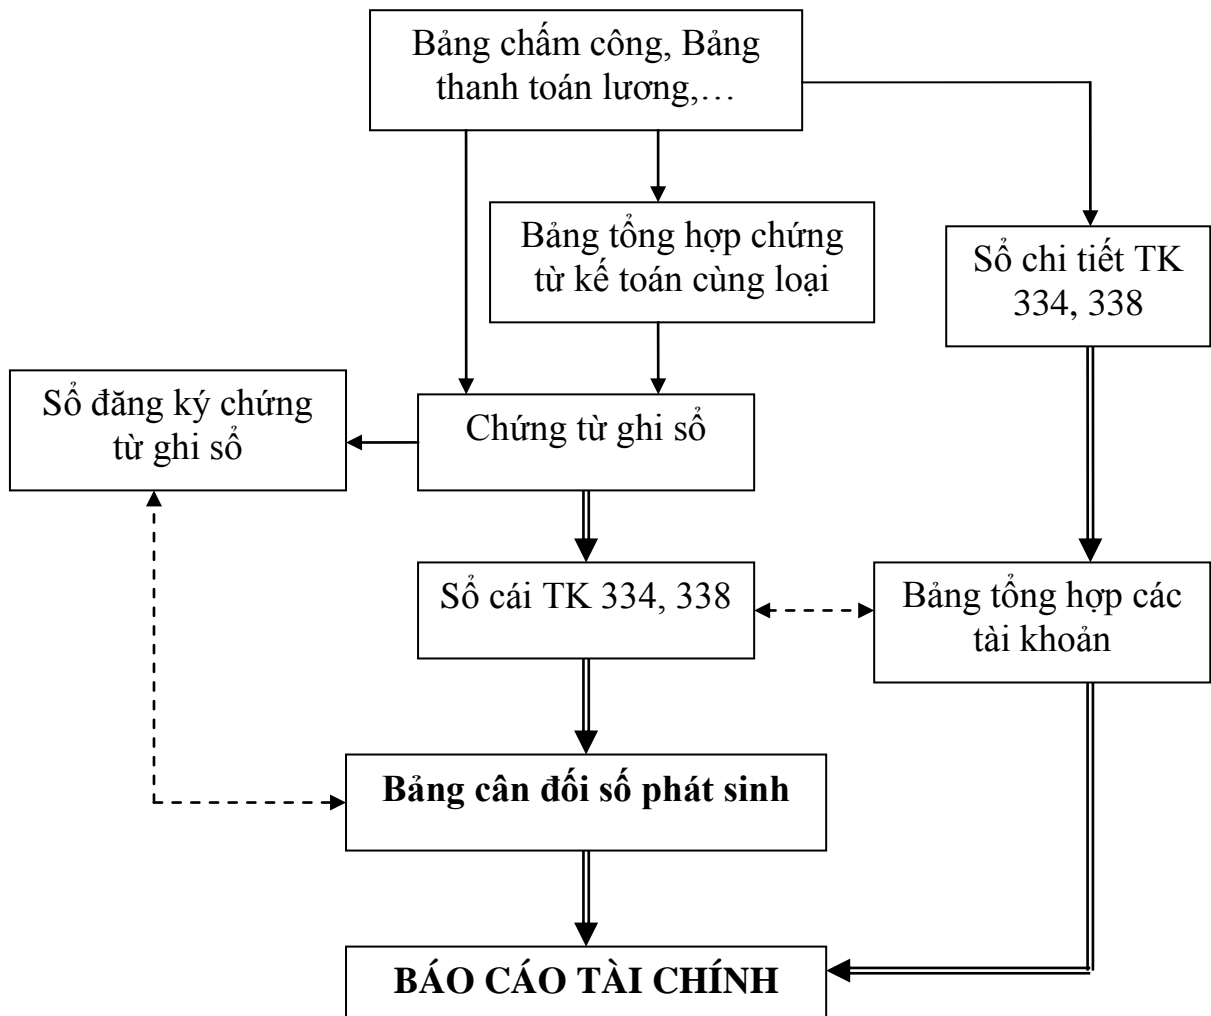 Bảng chấm công, Bảng
thanh toán lương,…
Bảng tổng hợp chứng
từ kế toán cùng loại
Sổ chi tiết TK
334, 338
Sổ đăng ký chứng
từ ghi sổ
Chứng từ ghi sổ
Sổ cái TK 334, 338
Bảng tổng hợp các
tài khoản
Bảng cân đối số phát sinh
BÁO CÁO TÀI CHÍNH